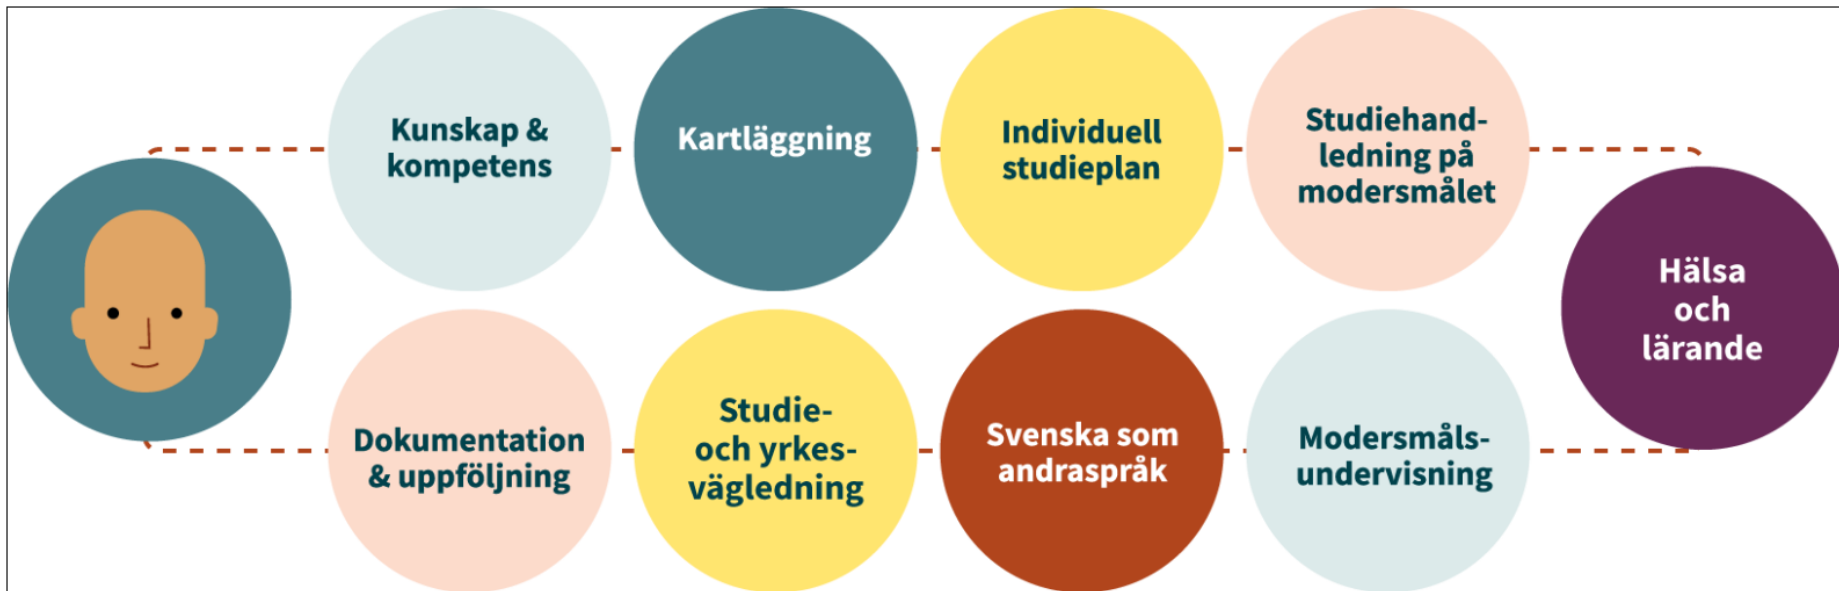 Kunskap &
kompetens
Kartläggning
Individuell
studieplan
Studiehand-
ledning på
modersmålet
Hälsa
och
lärande
Dokumentation
& uppföljning
Studie-
och yrkes-
vägledning
Svenska som
andraspråk
Modersmåls-
undervisning